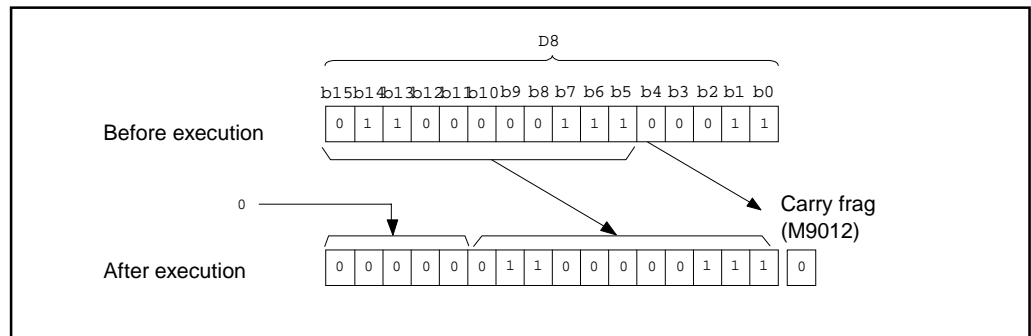 D8
b15b14b13b12b11b10 b9 b8 b7 b6 b5 b4 b3 b2 b1 b0
Before execution 0 1 1 0 0 0 0 0 1 1 1 0 0 0 1 1
0
Carry frag
(M9012)
After execution 0 0 0 0 0 0 1 1 0 0 0 0 0 1 1 1 0